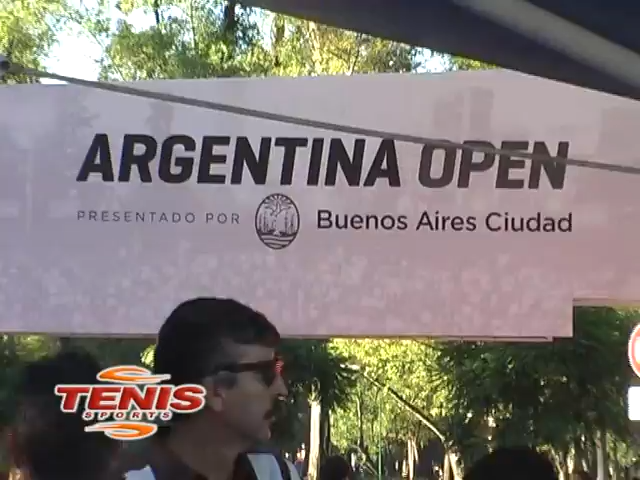 ARGENTINA OPEN
PRESENTADO POR Buenos Aires Ciudad
TENIS
SPORTS